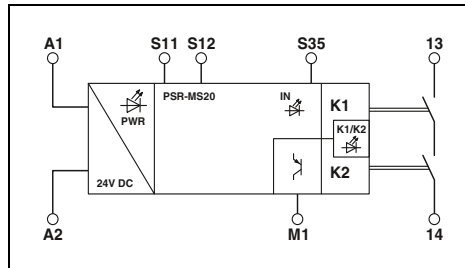 A1 S11 S12 S35 13
PSR-MS20 IN K1
PWR K1/K2
24V DC K2
A2 M1 14